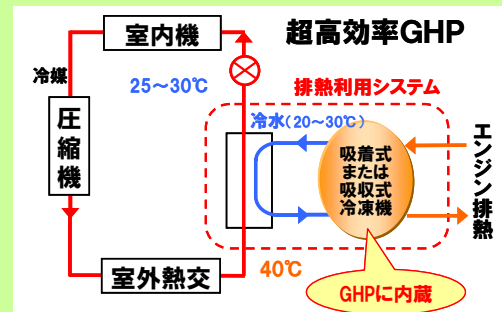 室内機
超高効率GHP
冷媒
25～30℃
排熱利用システム
圧縮機
冷水(20～30℃)
吸着式
または
吸収式
冷凍機
エンジン排熱
室外熱交
40℃
GHPに内蔵